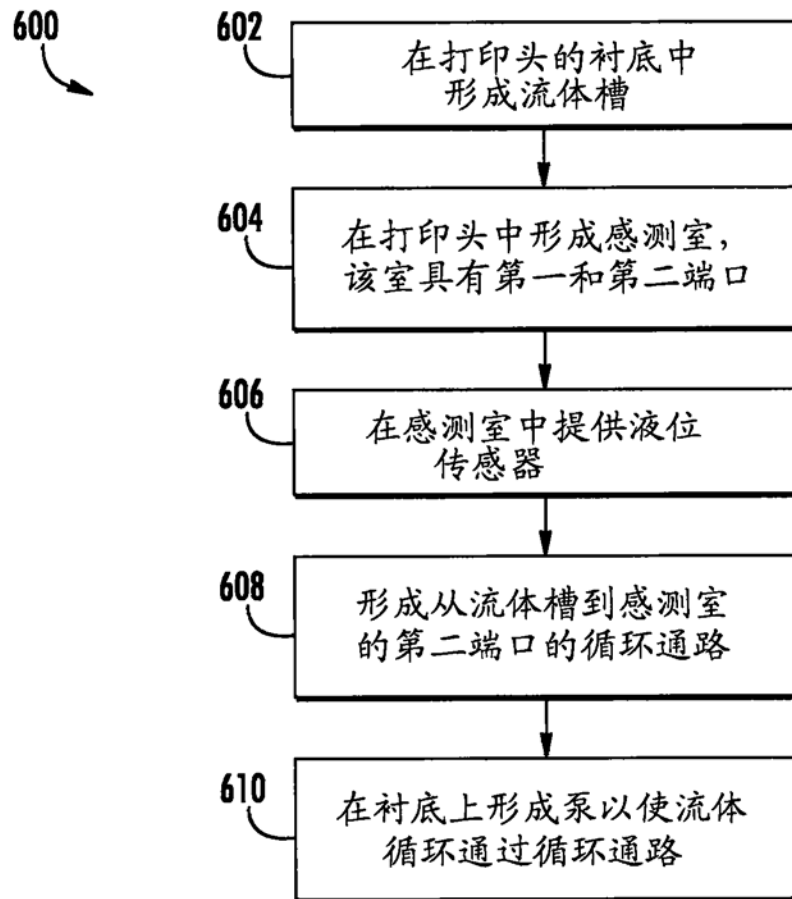 600
602
在打印头的衬底中
形成流体槽
604
在打印头中形成感测室，
该室具有第一和第二端口
606
在感测室中提供液位
传感器
608
形成从流体槽到感测室
的第二端口的循环通路
610
在衬底上形成泵以使流体
循环通过循环通路